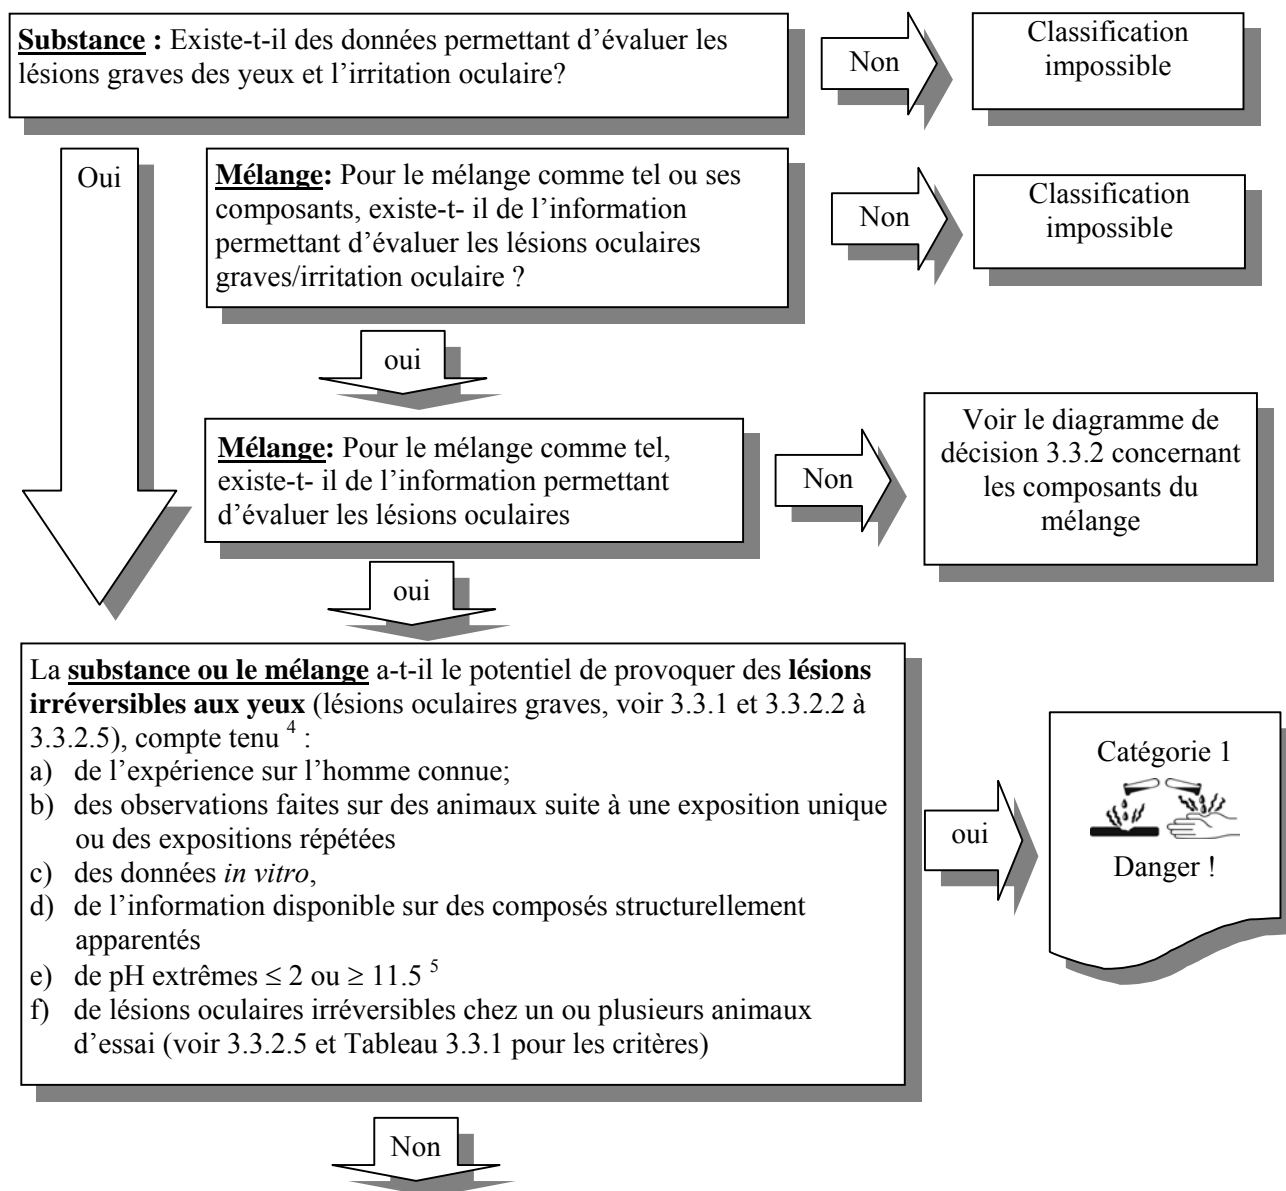 Substance : Existe-t-il des données permettant d'évaluer les
lésions graves des yeux et l'irritation oculaire?
Non
Classification
impossible
Oui
Mélange: Pour le mélange comme tel ou ses
composants, existe-t- il de l'information
permettant d'évaluer les lésions oculaires
graves/irritation oculaire ?
Non
Classification
impossible
oui
Mélange: Pour le mélange comme tel,
existe-t- il de l'information permettant
d'évaluer les lésions oculaires
Non
Voir le diagramme de
décision 3.3.2 concernant
les composants du
mélange
oui
La substance ou le mélange a-t-il le potentiel de provoquer des lésions
irréversibles aux yeux (lésions oculaires graves, voir 3.3.1 et 3.3.2.2 à
3.3.2.5), compte tenu 4 :
a) de l'expérience sur l'homme connue;
b) des observations faites sur des animaux suite à une exposition unique
ou des expositions répétées
c) des données in vitro,
d) de l'information disponible sur des composés structurellement
apparentés
e) de pH extrêmes ≤ 2 ou ≥ 11.5 5
f) de lésions oculaires irréversibles chez un ou plusieurs animaux
d'essai (voir 3.3.2.5 et Tableau 3.3.1 pour les critères)
oui
Catégorie 1
Danger !
Non